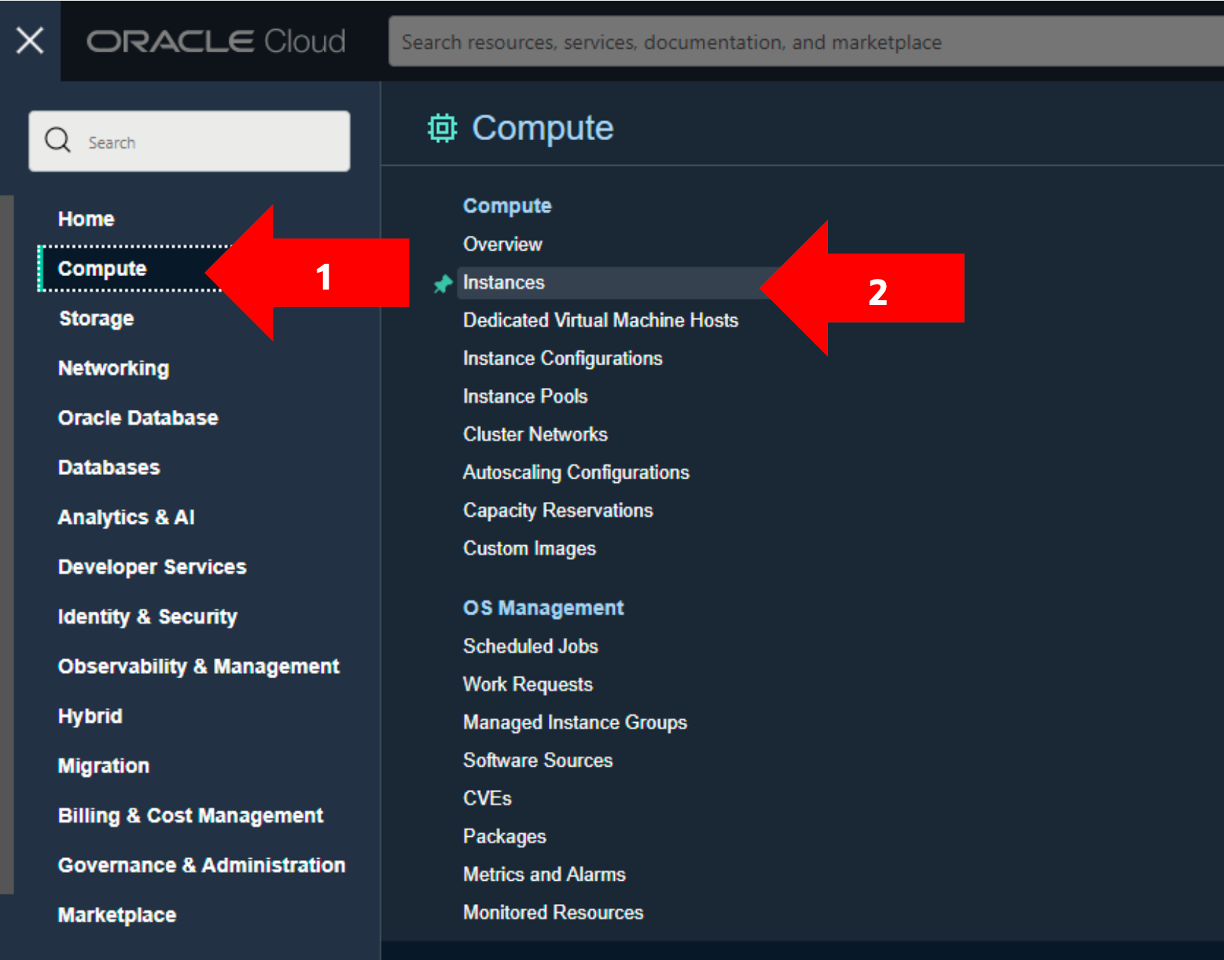 ORACLE Cloud
Search resources, services, documentation, and marketplace
Search
Home
Compute
Storage
Networking
Oracle Database
Databases
Analytics & AI
Developer Services
Identity & Security
Observability & Management
Hybrid
Migration
Billing & Cost Management
Governance & Administration
Marketplace
1
Compute
Compute
Overview
Instances
2
Dedicated Virtual Machine Hosts
Instance Configurations
Instance Pools
Cluster Networks
Autoscaling Configurations
Capacity Reservations
Custom Images
OS Management
Scheduled Jobs
Work Requests
Managed Instance Groups
Software Sources
CVEs
Packages
Metrics and Alarms
Monitored Resources